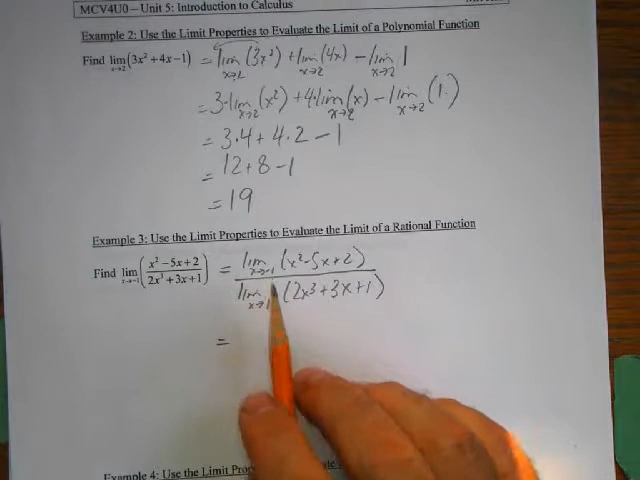 MCV4U0 – Unit 5: Introduction to Calculus
Example 2: Use the Limit Properties to Evaluate the Limit of a Polynomial Function
Find lim x→2 (3x² + 4x − 1) = lim x→2 (3x²) + lim x→2 (4x) − lim x→2 1
= 3·lim x→2 (x²) + 4·lim x→2 (x) − lim x→2 (1)
= 3·4 + 4·2 − 1
= 12 + 8 − 1
= 19
Example 3: Use the Limit Properties to Evaluate the Limit of a Rational Function
Find lim x→−1 ((x² − 5x + 2)/(2x³ + 3x + 1)) = lim x→−1 (x² − 5x + 2)
lim x→1 (2x³ + 3x + 1)
=
Example 4: Use the Limit